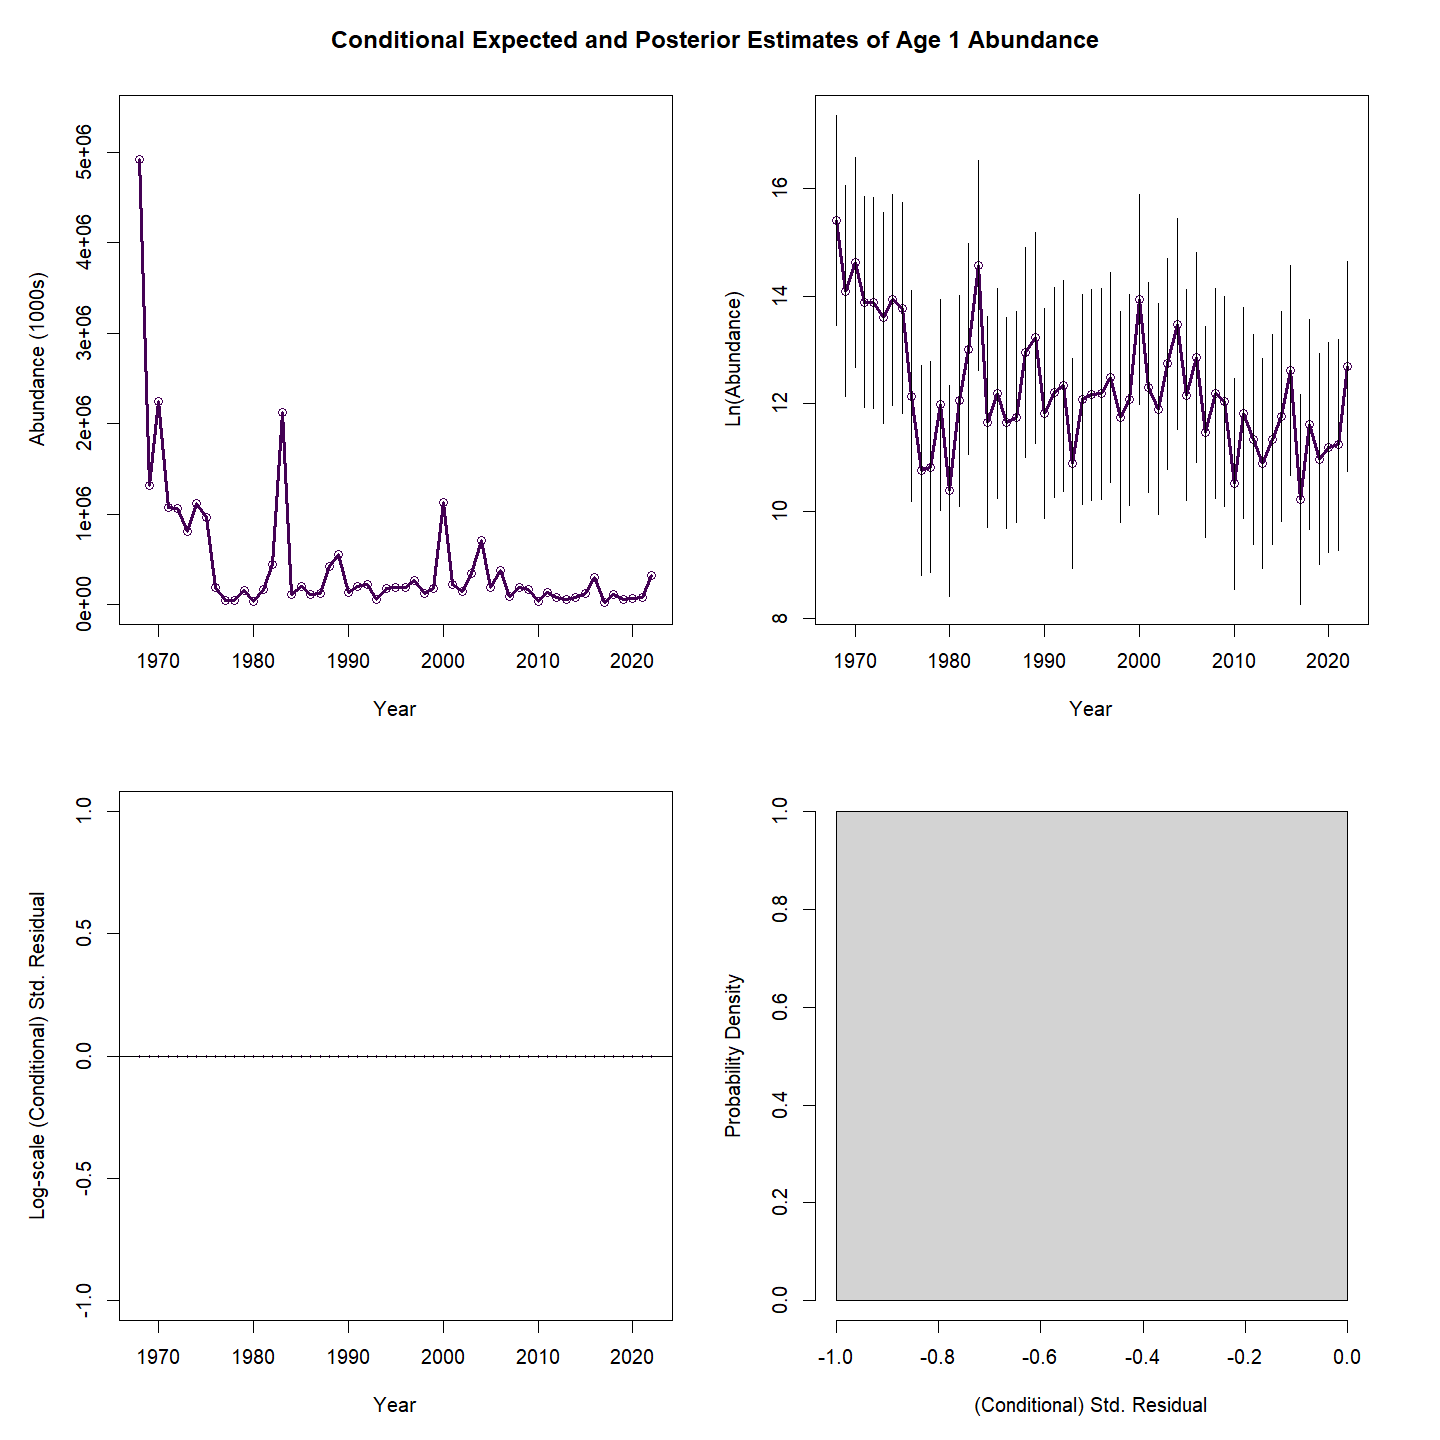 Conditional Expected and Posterior Estimates of Age 1 Abundance
Abundance (1000s)
5e+06
4e+06
3e+06
2e+06
1e+06
0e+00
1970 1980 1990 2000 2010 2020
Year
Ln(Abundance)
16
14
12
10
8
1970 1980 1990 2000 2010 2020
Year
Log-scale (Conditional) Std. Residual
1.0
0.5
0.0
-0.5
-1.0
1970 1980 1990 2000 2010 2020
Year
Probability Density
1.0
0.8
0.6
0.4
0.2
0.0
-1.0 -0.8 -0.6 -0.4 -0.2 0.0
(Conditional) Std. Residual